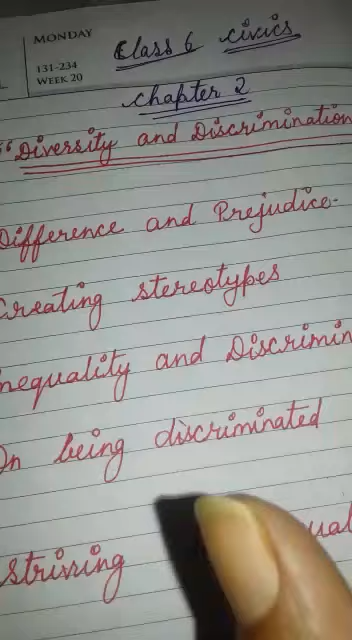 MONDAY
131-234
WEEK 20
Class 6 civics
chapter 2
"Diversity and Discrimination
Difference and Prejudice.
Creating stereotypes
nequality and Discrimin
On being discriminated
striving ual